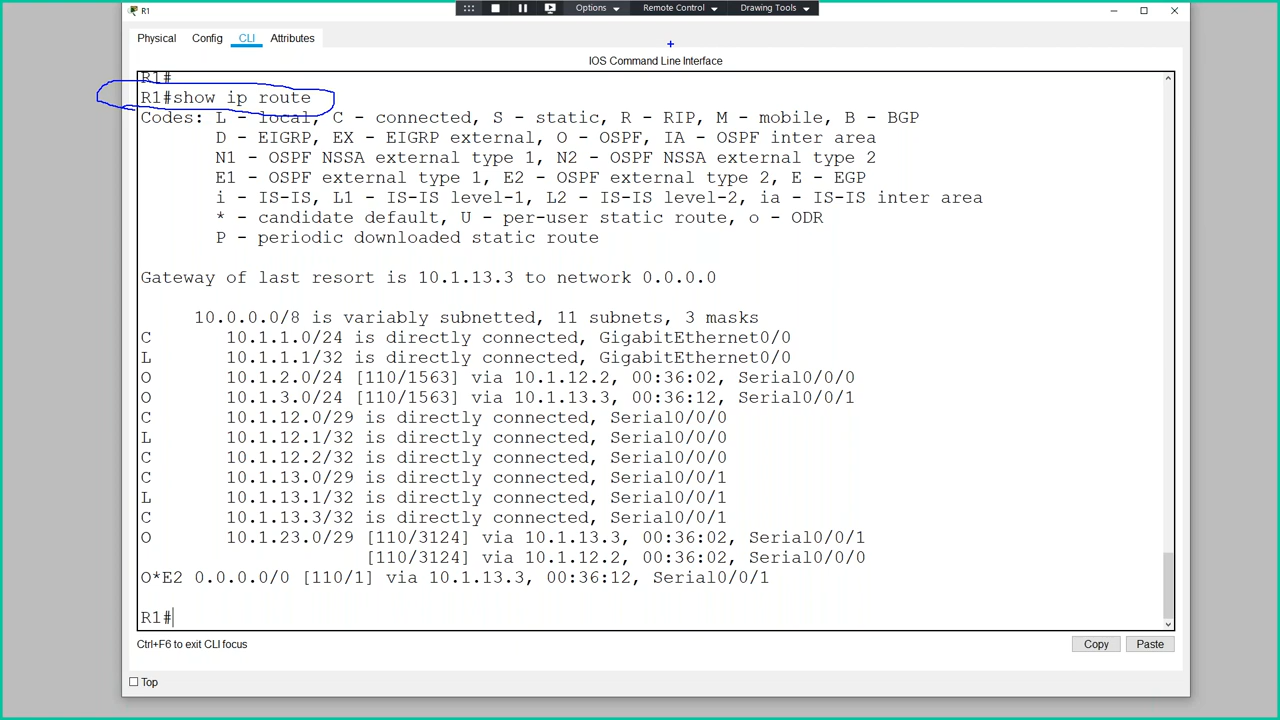 R1
Options
Remote Control
Drawing Tools
Physical Config CLI Attributes
IOS Command Line Interface
R1#
R1#show ip route
Codes: L - local, C - connected, S - static, R - RIP, M - mobile, B - BGP
D - EIGRP, EX - EIGRP external, O - OSPF, IA - OSPF inter area
N1 - OSPF NSSA external type 1, N2 - OSPF NSSA external type 2
E1 - OSPF external type 1, E2 - OSPF external type 2, E - EGP
i - IS-IS, L1 - IS-IS level-1, L2 - IS-IS level-2, ia - IS-IS inter area
* - candidate default, U - per-user static route, o - ODR
P - periodic downloaded static route
Gateway of last resort is 10.1.13.3 to network 0.0.0.0
10.0.0.0/8 is variably subnetted, 11 subnets, 3 masks
C 10.1.1.0/24 is directly connected, GigabitEthernet0/0
L 10.1.1.1/32 is directly connected, GigabitEthernet0/0
O 10.1.2.0/24 [110/1563] via 10.1.12.2, 00:36:02, Serial0/0/0
O 10.1.3.0/24 [110/1563] via 10.1.13.3, 00:36:12, Serial0/0/1
C 10.1.12.0/29 is directly connected, Serial0/0/0
L 10.1.12.1/32 is directly connected, Serial0/0/0
C 10.1.12.2/32 is directly connected, Serial0/0/0
C 10.1.13.0/29 is directly connected, Serial0/0/1
L 10.1.13.1/32 is directly connected, Serial0/0/1
C 10.1.13.3/32 is directly connected, Serial0/0/1
O 10.1.23.0/29 [110/3124] via 10.1.13.3, 00:36:02, Serial0/0/1
[110/3124] via 10.1.12.2, 00:36:02, Serial0/0/0
O*E2 0.0.0.0/0 [110/1] via 10.1.13.3, 00:36:12, Serial0/0/1
R1#
Ctrl+F6 to exit CLI focus
Copy Paste
Top